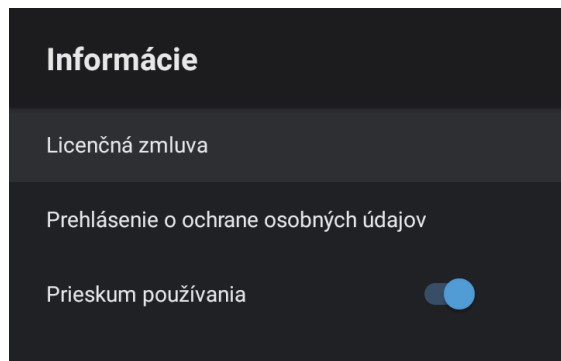 Informácie
Licenčná zmluva
Prehlásenie o ochrane osobných údajov
Prieskum používania